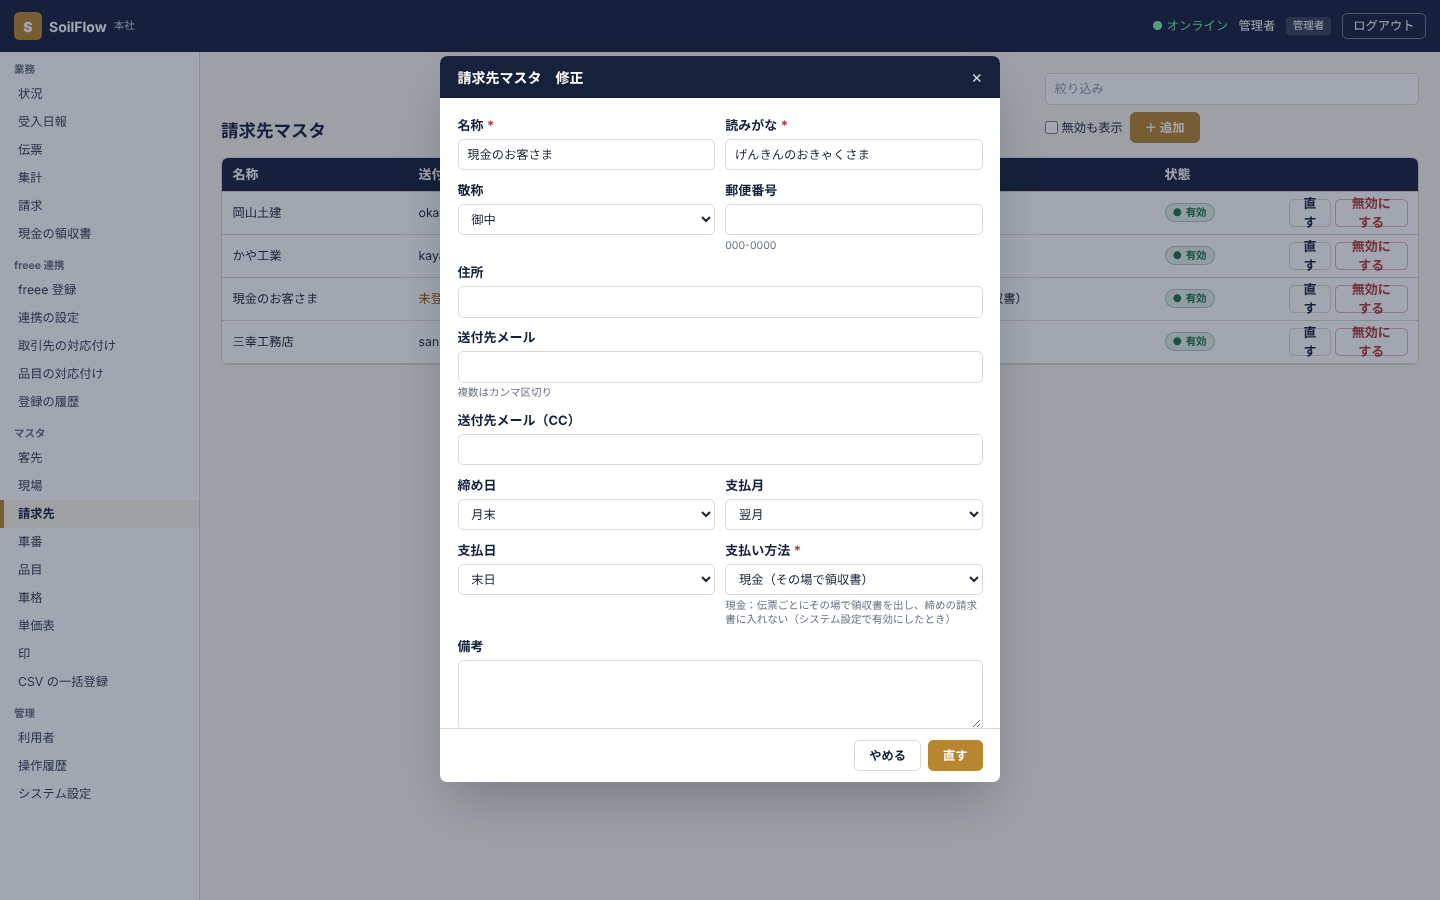 S SoilFlow 本社
オンライン 管理者 管理者 ログアウト
業務
状況
受入日報
伝票
集計
請求
現金の領収書
freee 連携
freee 登録
連携の設定
取引先の対応付け
品目の対応付け
登録の履歴
マスタ
客先
現場
請求先
車番
品目
車格
単価表
印
CSV の一括登録
管理
利用者
操作履歴
システム設定
請求先マスタ
絞り込み
無効も表示 ＋ 追加
名称 送付 状態
岡山土建 oka 有効 直す 無効にする
かや工業 kay 有効 直す 無効にする
現金のお客さま 未登 収書） 有効 直す 無効にする
三幸工務店 san 有効 直す 無効にする
請求先マスタ 修正 ×
名称 * 読みがな *
現金のお客さま げんきんのおきゃくさま
敬称 郵便番号
御中
000-0000
住所
送付先メール
複数はカンマ区切り
送付先メール（CC）
締め日 支払月
月末 翌月
支払日 支払い方法 *
末日 現金（その場で領収書）
現金：伝票ごとにその場で領収書を出し、締めの請求
書に入れない（システム設定で有効にしたとき）
備考
やめる 直す